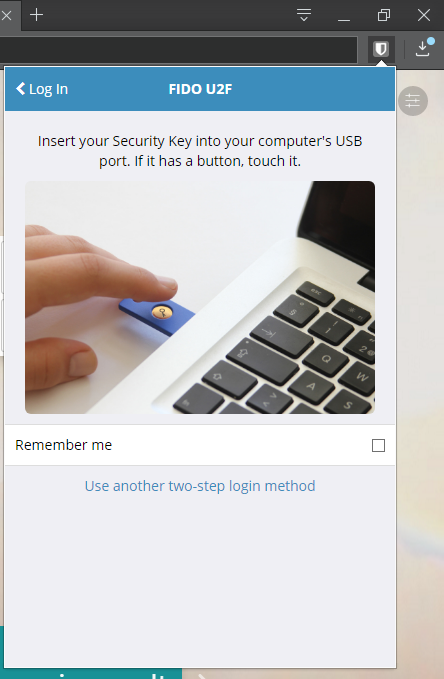 Log In
FIDO U2F
Insert your Security Key into your computer's USB
port. If it has a button, touch it.
Q
W
A
S
Remember me
Use another two-step login method